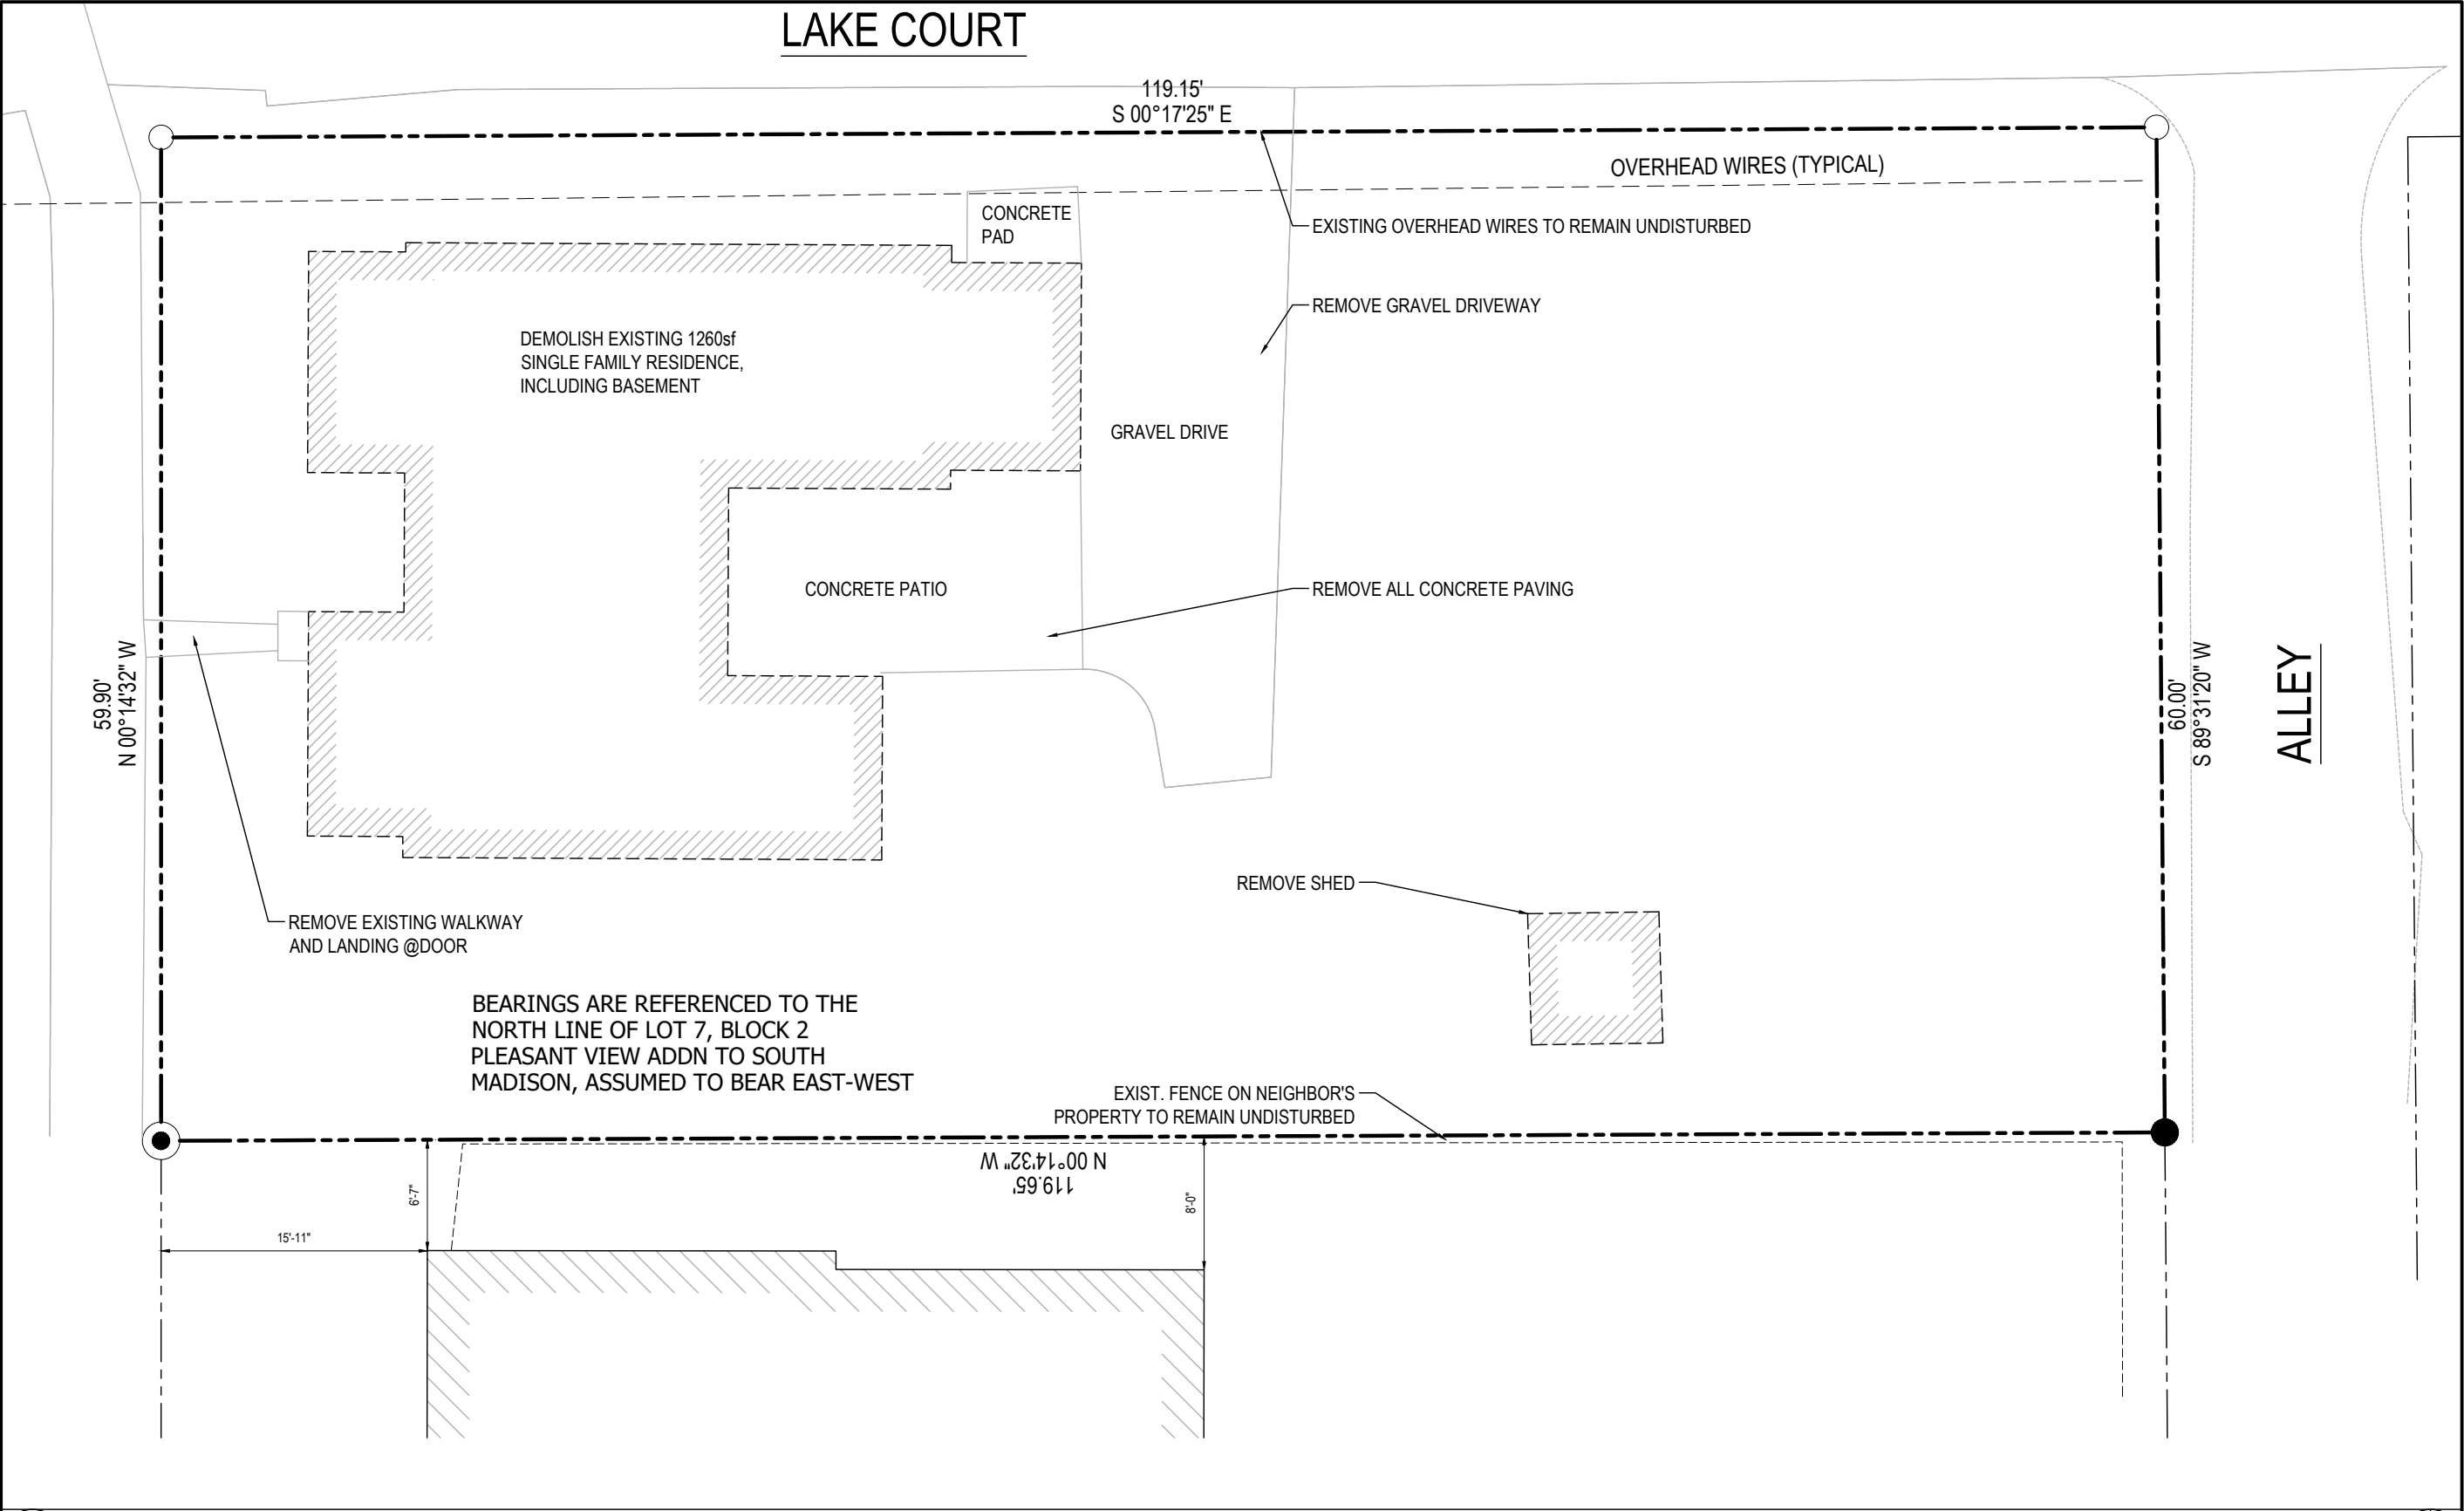 LAKE COURT
119.15'
S 00°17'25" E
OVERHEAD WIRES (TYPICAL)
CONCRETE
PAD
EXISTING OVERHEAD WIRES TO REMAIN UNDISTURBED
REMOVE GRAVEL DRIVEWAY
DEMOLISH EXISTING 1260sf
SINGLE FAMILY RESIDENCE,
INCLUDING BASEMENT
GRAVEL DRIVE
CONCRETE PATIO
REMOVE ALL CONCRETE PAVING
59.90'
N 00°14'32" W
60.00'
S 89°31'20" W
ALLEY
REMOVE SHED
REMOVE EXISTING WALKWAY
AND LANDING @DOOR
BEARINGS ARE REFERENCED TO THE
NORTH LINE OF LOT 7, BLOCK 2
PLEASANT VIEW ADDN TO SOUTH
MADISON, ASSUMED TO BEAR EAST-WEST
EXIST. FENCE ON NEIGHBOR'S
PROPERTY TO REMAIN UNDISTURBED
119.65'
N 00°14'32" W
6'-7"
8'-0"
15'-11"